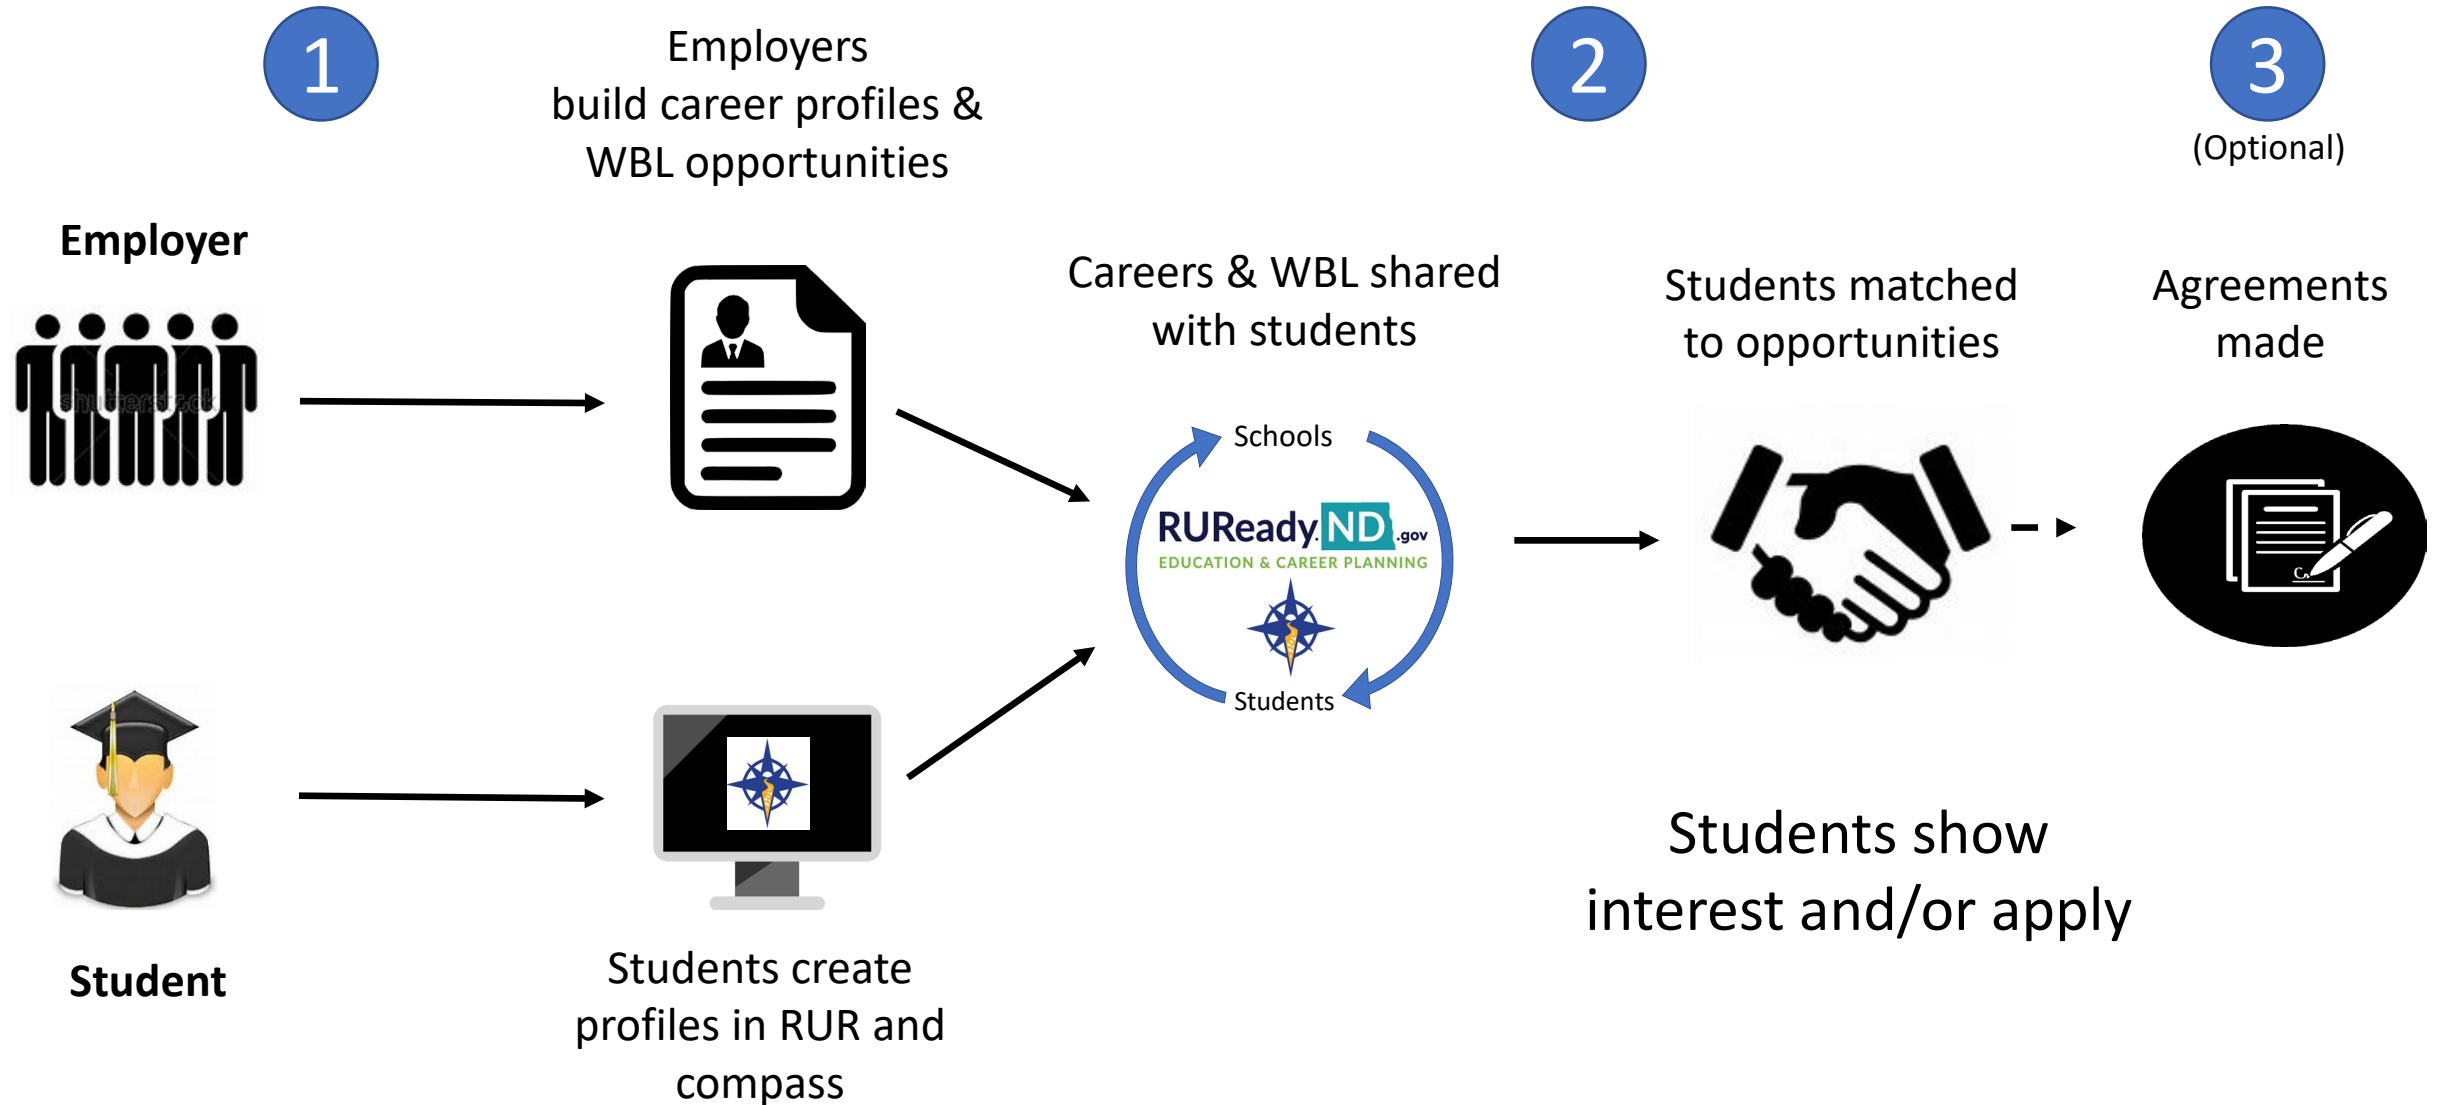 1
Employers
build career profiles &
WBL opportunities
2
3
(Optional)
Employer
shutterstock
Careers & WBL shared
with students
Students matched
to opportunities
Agreements
made
Schools
RUReady.ND.gov
EDUCATION & CAREER PLANNING
Students
Student
Students create
profiles in RUR and
compass
Students show
interest and/or apply